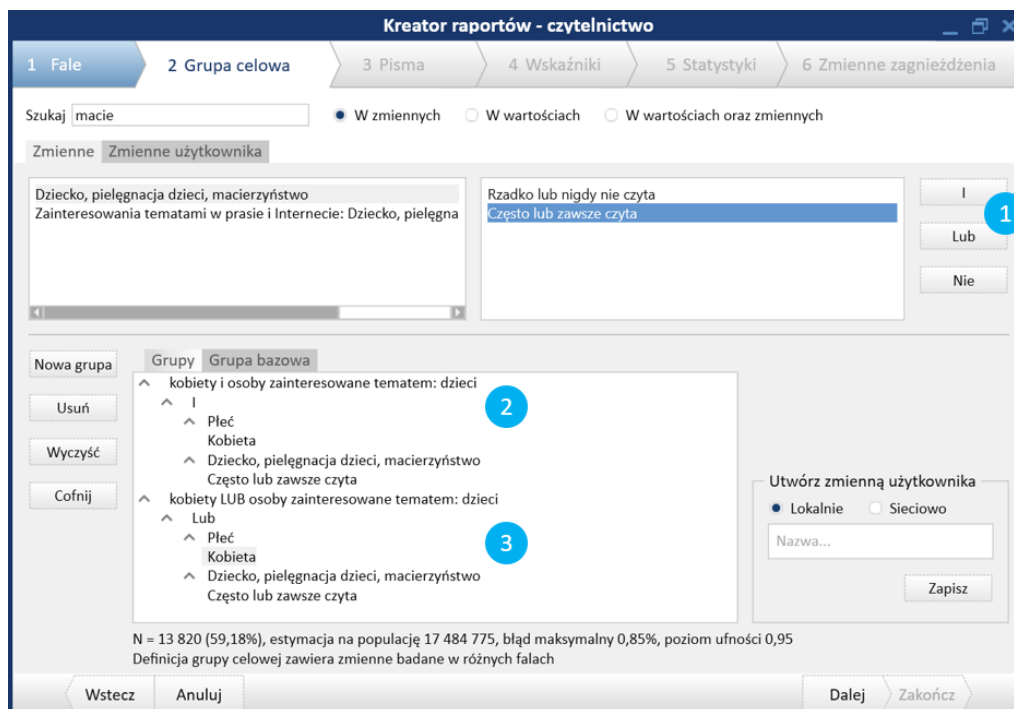 Kreator raportów - czytelnictwo
1 Fale
2 Grupa celowa
3 Pisma
4 Wskaźniki
5 Statystyki
6 Zmienne zagnieżdżenia
Szukaj macie
W zmiennych
W wartościach
W wartościach oraz zmiennych
Zmienne
Zmienne użytkownika
Dziecko, pielęgnacja dzieci, macierzyństwo
Zainteresowania tematami w prasie i Internecie: Dziecko, pielęgna
Rzadko lub nigdy nie czyta
Często lub zawsze czyta
I
1
Lub
Nie
Nowa grupa
Usuń
Wyczyść
Cofnij
Grupy
Grupa bazowa
kobiety i osoby zainteresowane tematem: dzieci
I
2
Płeć
Kobieta
Dziecko, pielęgnacja dzieci, macierzyństwo
Często lub zawsze czyta
kobiety LUB osoby zainteresowane tematem: dzieci
Lub
3
Płeć
Kobieta
Dziecko, pielęgnacja dzieci, macierzyństwo
Często lub zawsze czyta
Utwórz zmienną użytkownika
Lokalnie
Sieciowo
Nazwa...
Zapisz
N = 13 820 (59,18%), estymacja na populację 17 484 775, błąd maksymalny 0,85%, poziom ufności 0,95
Definicja grupy celowej zawiera zmienne badane w różnych falach
Wstecz
Anuluj
Dalej
Zakończ